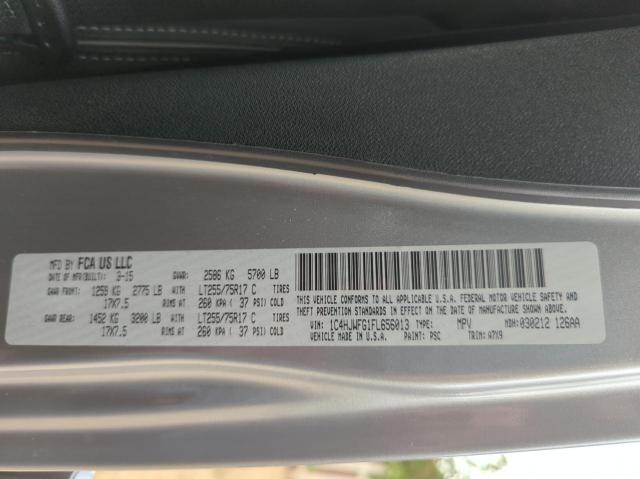 MFD BY FCA US LLC
DATE OF MFR(BUILT): 3-15 GVWR: 2586 KG 5700 LB
GAWR FRONT: 1259 KG 2775 LB WITH LT255/75R17 C TIRES
17X7.5 RIMS AT 260 KPA ( 37 PSI) COLD
GAWR REAR: 1452 KG 3200 LB WITH LT255/75R17 C TIRES
17X7.5 RIMS AT 260 KPA ( 37 PSI) COLD
THIS VEHICLE CONFORMS TO ALL APPLICABLE U.S.A. FEDERAL MOTOR VEHICLE SAFETY AND
THEFT PREVENTION STANDARDS IN EFFECT ON THE DATE OF MANUFACTURE SHOWN ABOVE.
VIN: 1C4HJWFG1FL656013 TYPE: MPV MDH:030212 126AA
VEHICLE MADE IN U.S.A. PAINT: PSC TRIM: A7X9